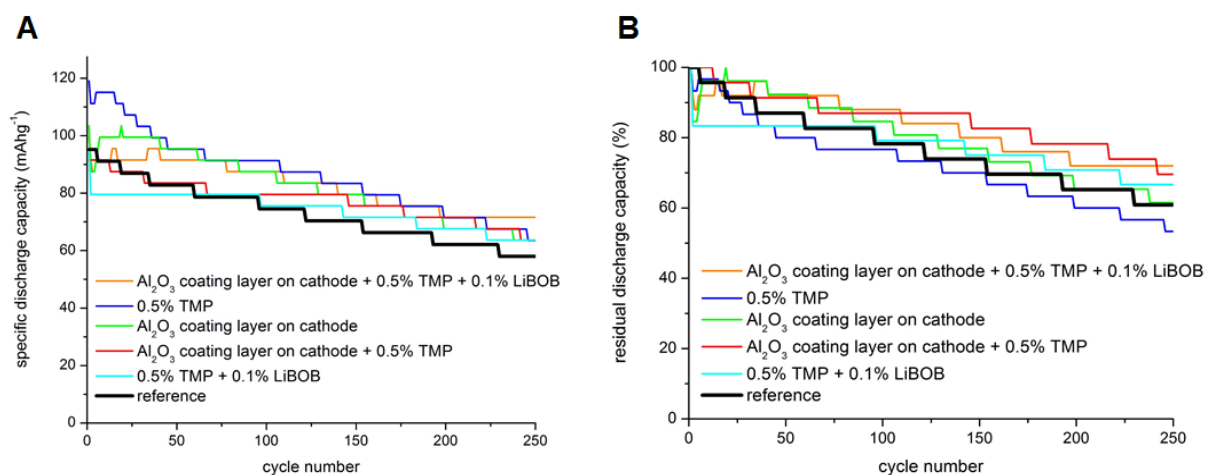 A
specific discharge capacity (mAhg⁻¹)
120
100
80
60
40
20
0
Al₂O₃ coating layer on cathode + 0.5% TMP + 0.1% LiBOB
0.5% TMP
Al₂O₃ coating layer on cathode
Al₂O₃ coating layer on cathode + 0.5% TMP
0.5% TMP + 0.1% LiBOB
reference
0 50 100 150 200 250
cycle number
B
residual discharge capacity (%)
100
80
60
40
20
0
Al₂O₃ coating layer on cathode + 0.5% TMP + 0.1% LiBOB
0.5% TMP
Al₂O₃ coating layer on cathode
Al₂O₃ coating layer on cathode + 0.5% TMP
0.5% TMP + 0.1% LiBOB
reference
0 50 100 150 200 250
cycle number